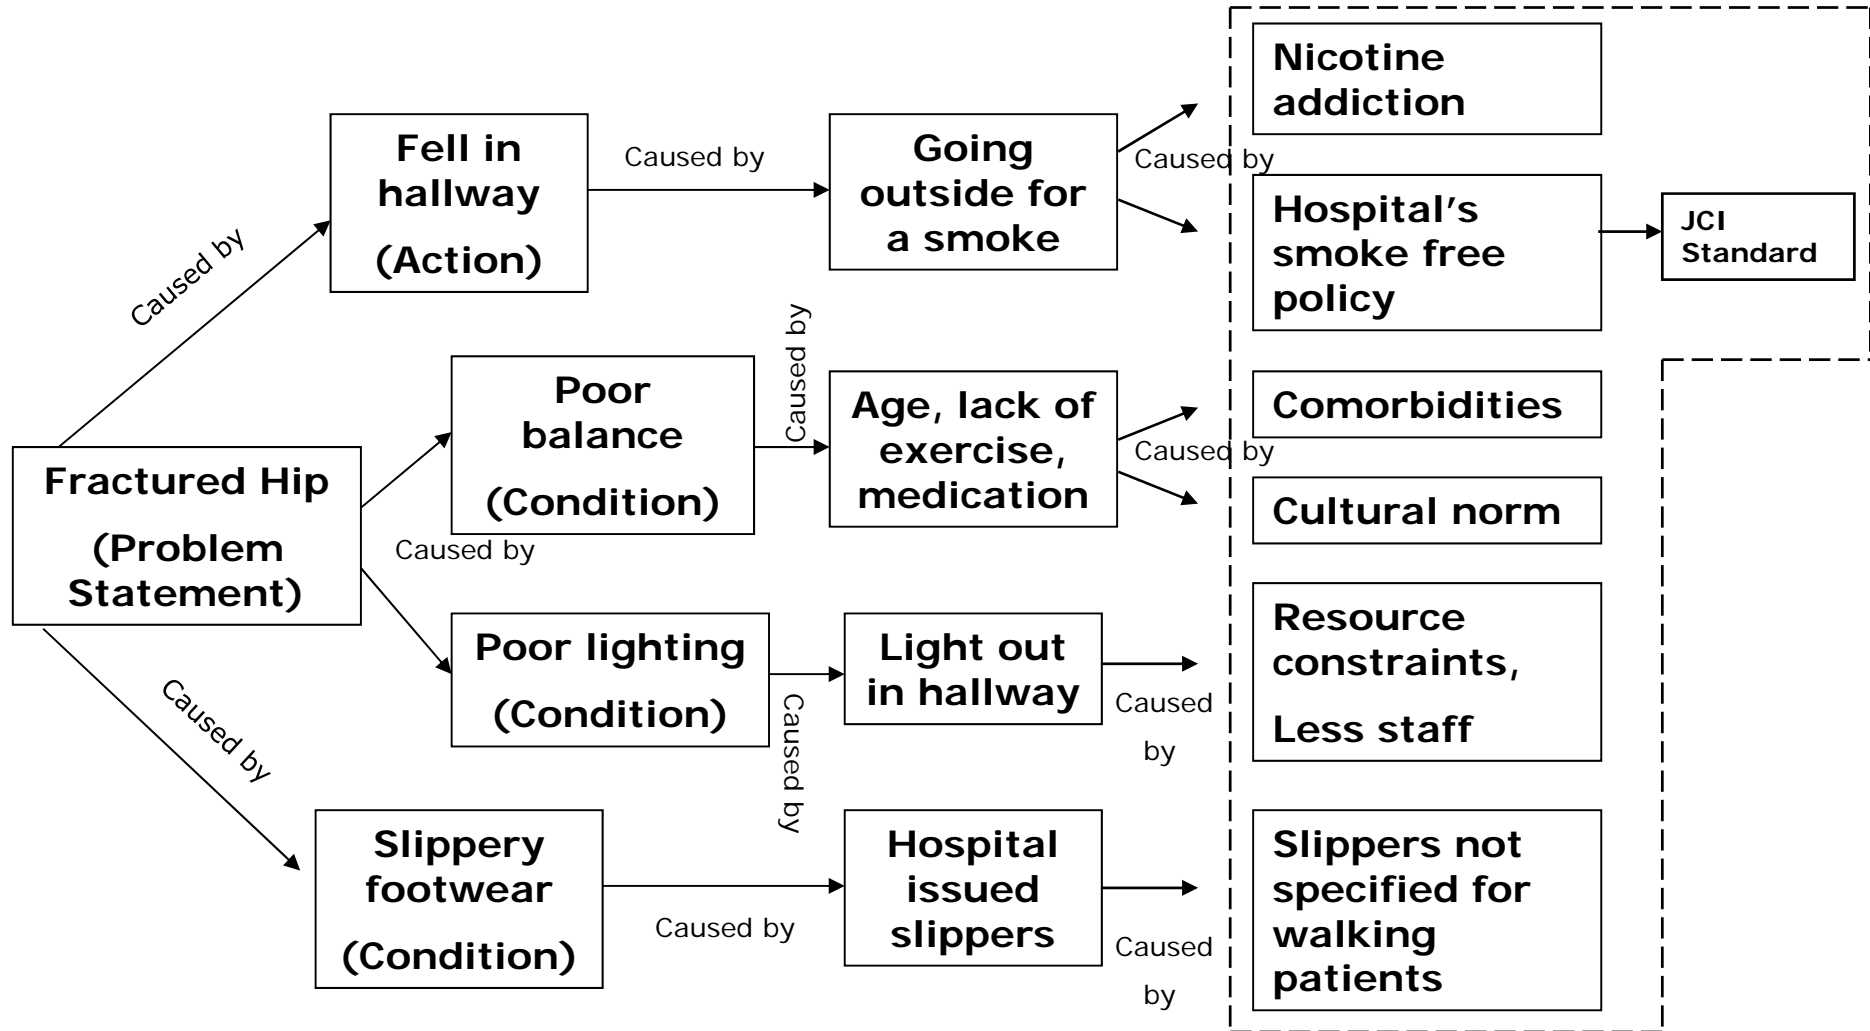 Nicotine
addiction
Fell in
hallway
(Action)
Caused by
Going
outside for
a smoke
Caused by
Hospital’s
smoke free
policy
JCI
Standard
Caused by
Poor
balance
(Condition)
Caused by
Age, lack of
exercise,
medication
Caused by
Comorbidities
Cultural norm
Fractured Hip
(Problem
Statement)
Caused by
Poor lighting
(Condition)
Caused by
Light out
in hallway
Caused
by
Resource
constraints,
Less staff
Caused by
Slippery
footwear
(Condition)
Caused by
Hospital
issued
slippers
Caused
by
Slippers not
specified for
walking
patients